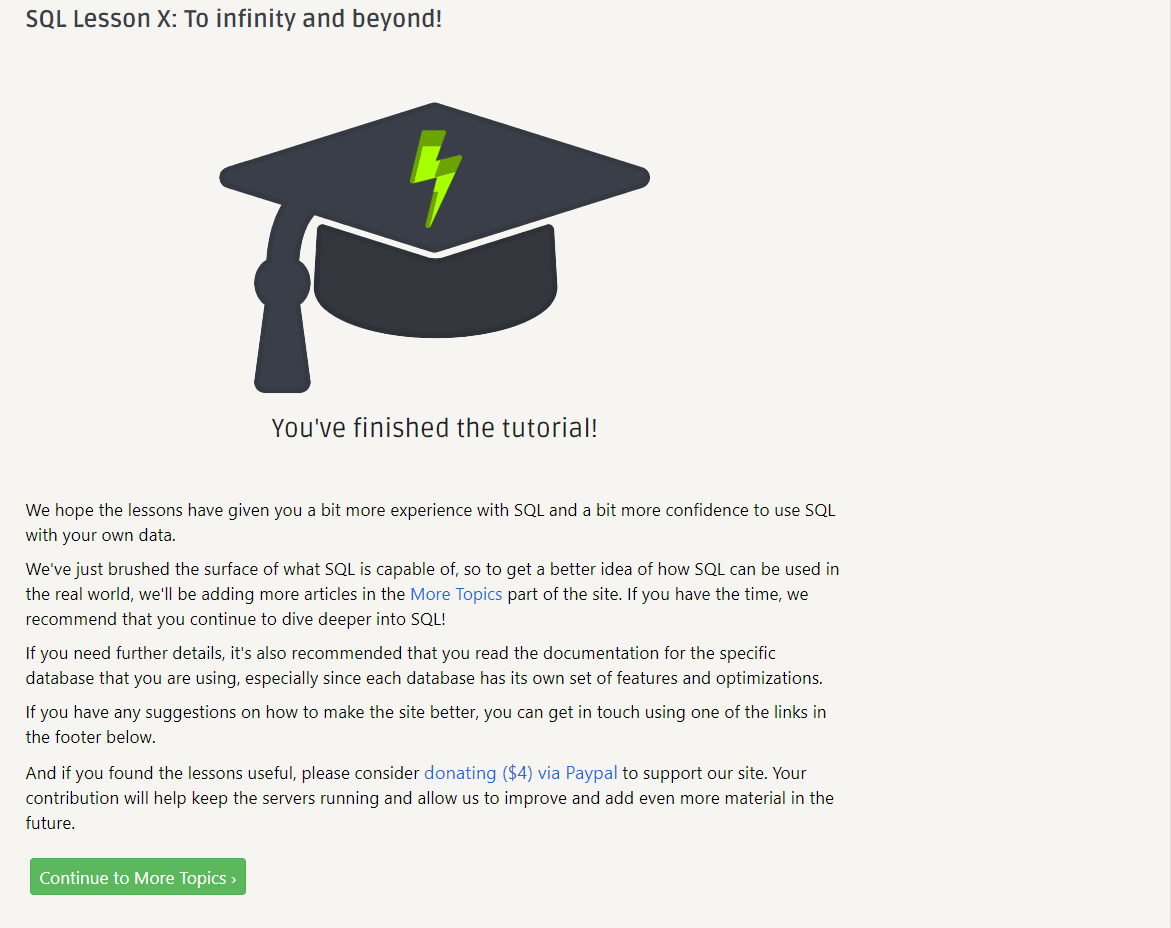 SQL Lesson X: To infinity and beyond!
You've finished the tutorial!
We hope the lessons have given you a bit more experience with SQL and a bit more confidence to use SQL
with your own data.
We've just brushed the surface of what SQL is capable of, so to get a better idea of how SQL can be used in
the real world, we'll be adding more articles in the More Topics part of the site. If you have the time, we
recommend that you continue to dive deeper into SQL!
If you need further details, it's also recommended that you read the documentation for the specific
database that you are using, especially since each database has its own set of features and optimizations.
If you have any suggestions on how to make the site better, you can get in touch using one of the links in
the footer below.
And if you found the lessons useful, please consider donating ($4) via Paypal to support our site. Your
contribution will help keep the servers running and allow us to improve and add even more material in the
future.
Continue to More Topics ›